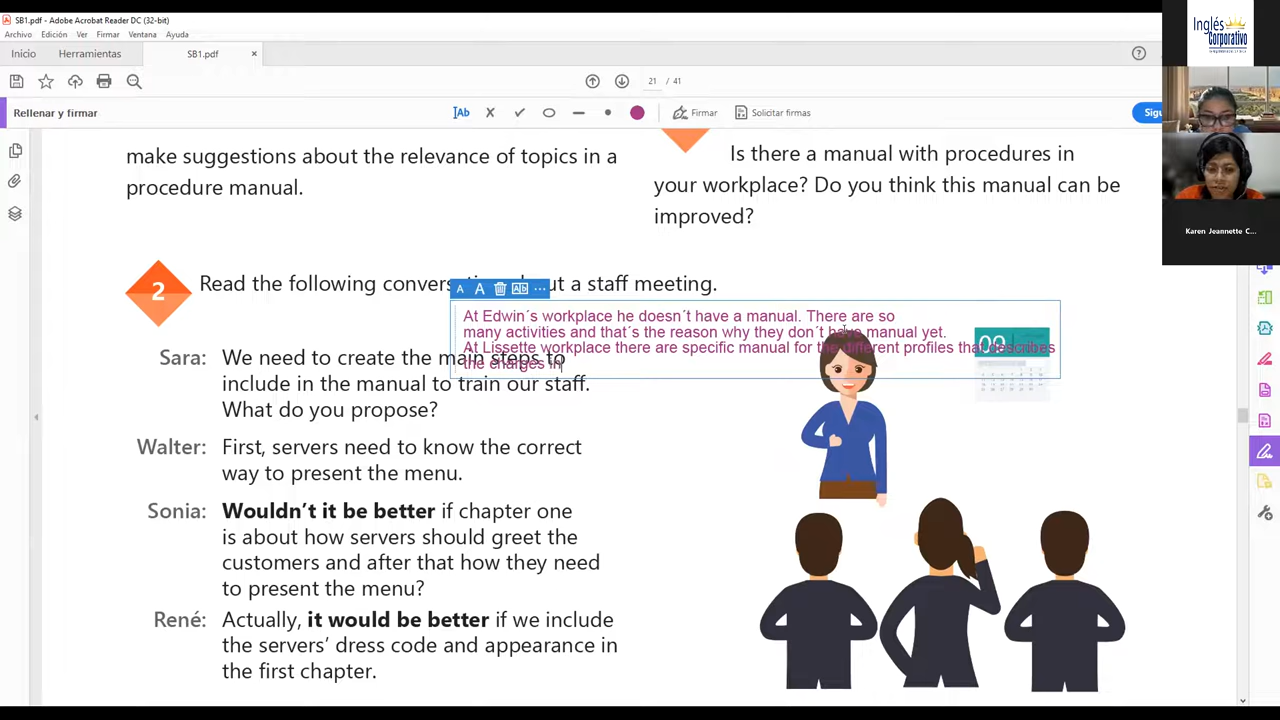 SB1.pdf - Adobe Acrobat Reader DC (32-bit)
Archivo Edición Ver Firmar Ventana Ayuda
Inicio Herramientas SB1.pdf ×
21 / 41
Rellenar y firmar
Firmar Solicitar firmas
make suggestions about the relevance of topics in a
procedure manual.
Is there a manual with procedures in
your workplace? Do you think this manual can be
improved?
2
Read the following about a staff meeting.
At Edwin´s workplace he doesn´t have a manual. There are so
many activities and that´s the reason why they don´t have manual yet.
At Lissette workplace there are specific manual for the different profiles that describes
the charges in
Sara: We need to create the main steps to
include in the manual to train our staff.
What do you propose?
Walter: First, servers need to know the correct
way to present the menu.
Sonia: Wouldn't it be better if chapter one
is about how servers should greet the
customers and after that how they need
to present the menu?
René: Actually, it would be better if we include
the servers' dress code and appearance in
the first chapter.
09
Inglés
Corporativo
Karen Jeannette C...